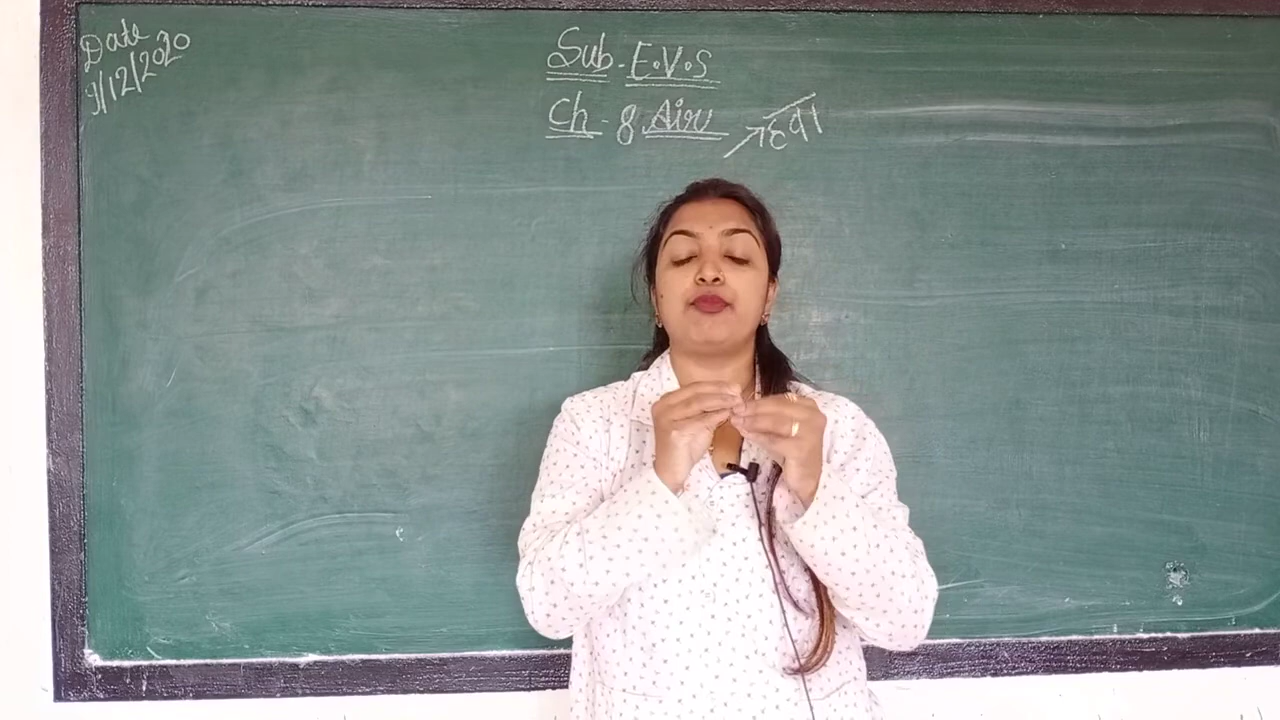 Date
9/12/2020
Sub- E.V.S
Ch- 8 Air → हवा